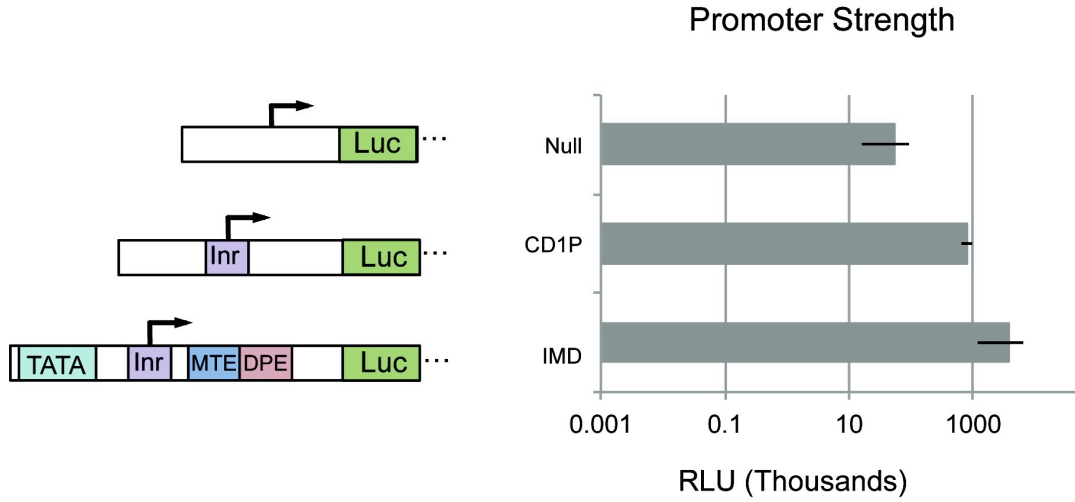 Promoter Strength
Luc ...
Null
Inr Luc ...
CD1P
TATA Inr MTE DPE Luc ...
IMD
0.001 0.1 10 1000
RLU (Thousands)